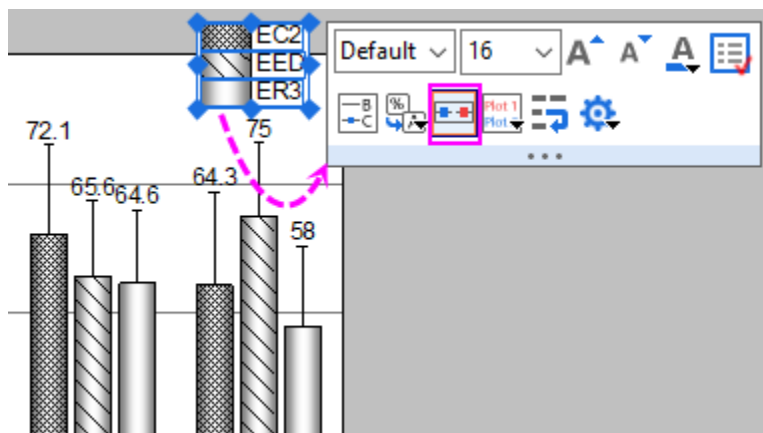 EC2
EED
ER3
Default 16 A A A
B
C
%
A
Plot 1
Plot
72.1
65.6
64.6
64.3
75
58